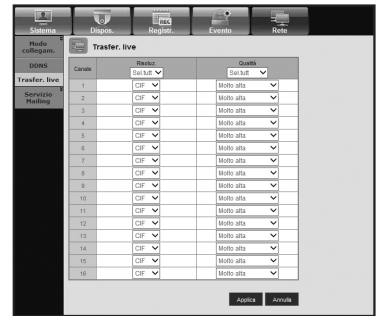 Sistema Dispos. Registr. Evento Rete
REC
Modo
collegam.
DDNS
Trasfer. live
Servizio
Mailing
Trasfer. live
Canale Risoluz. Qualità
Sel.tutt Sel.tutt
1 CIF Molto alta
2 CIF Molto alta
3 CIF Molto alta
4 CIF Molto alta
5 CIF Molto alta
6 CIF Molto alta
7 CIF Molto alta
8 CIF Molto alta
9 CIF Molto alta
10 CIF Molto alta
11 CIF Molto alta
12 CIF Molto alta
13 CIF Molto alta
14 CIF Molto alta
15 CIF Molto alta
16 CIF Molto alta
Applica Annulla